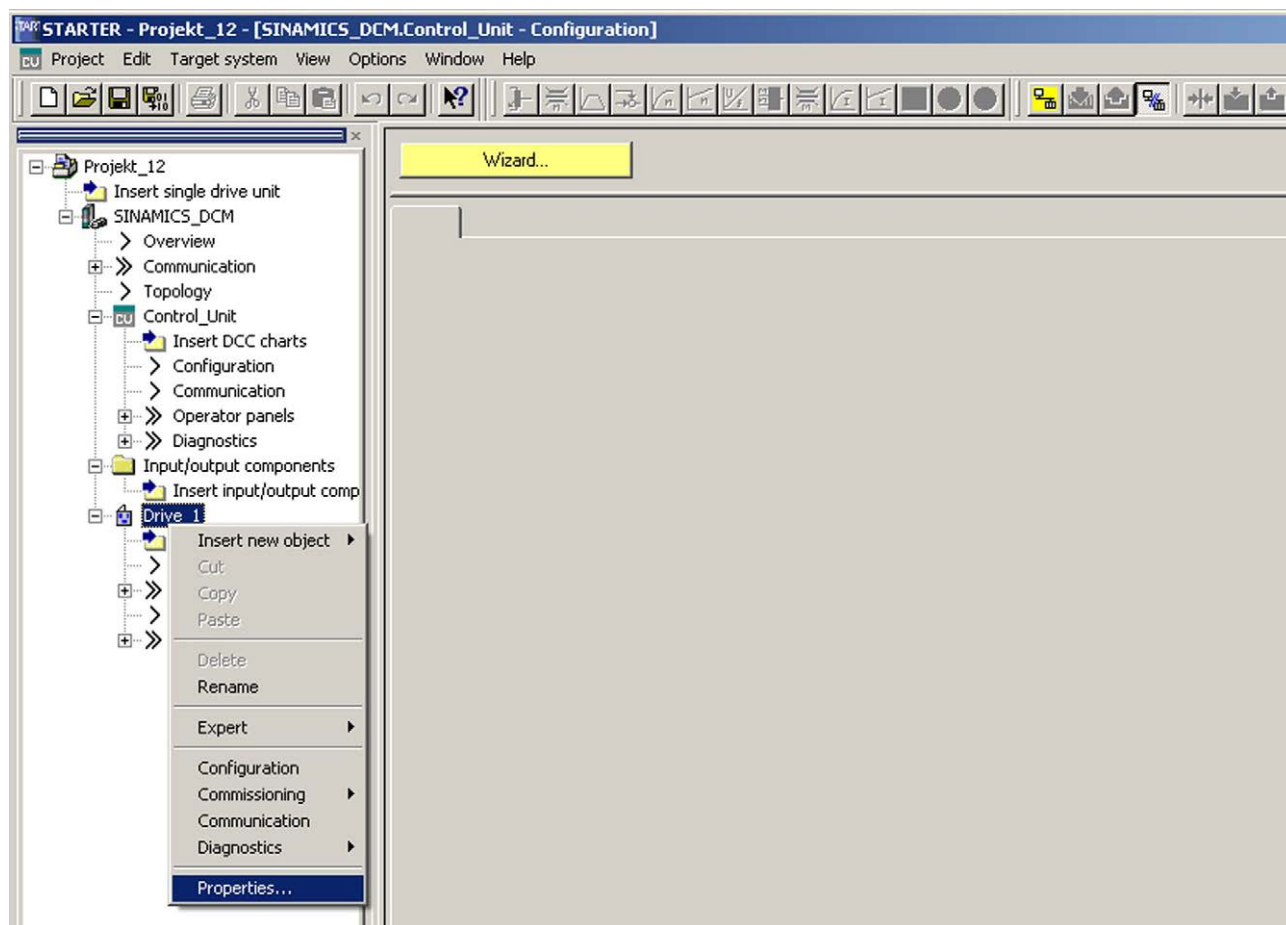 STARTER - Projekt_12 - [SINAMICS_DCM.Control_Unit - Configuration]
Project Edit Target system View Options Window Help
Wizard...
Projekt_12
Insert single drive unit
SINAMICS_DCM
Overview
Communication
Topology
Control_Unit
Insert DCC charts
Configuration
Communication
Operator panels
Diagnostics
Input/output components
Insert input/output comp
Drive_1
Insert new object
Cut
Copy
Paste
Delete
Rename
Expert
Configuration
Commissioning
Communication
Diagnostics
Properties...